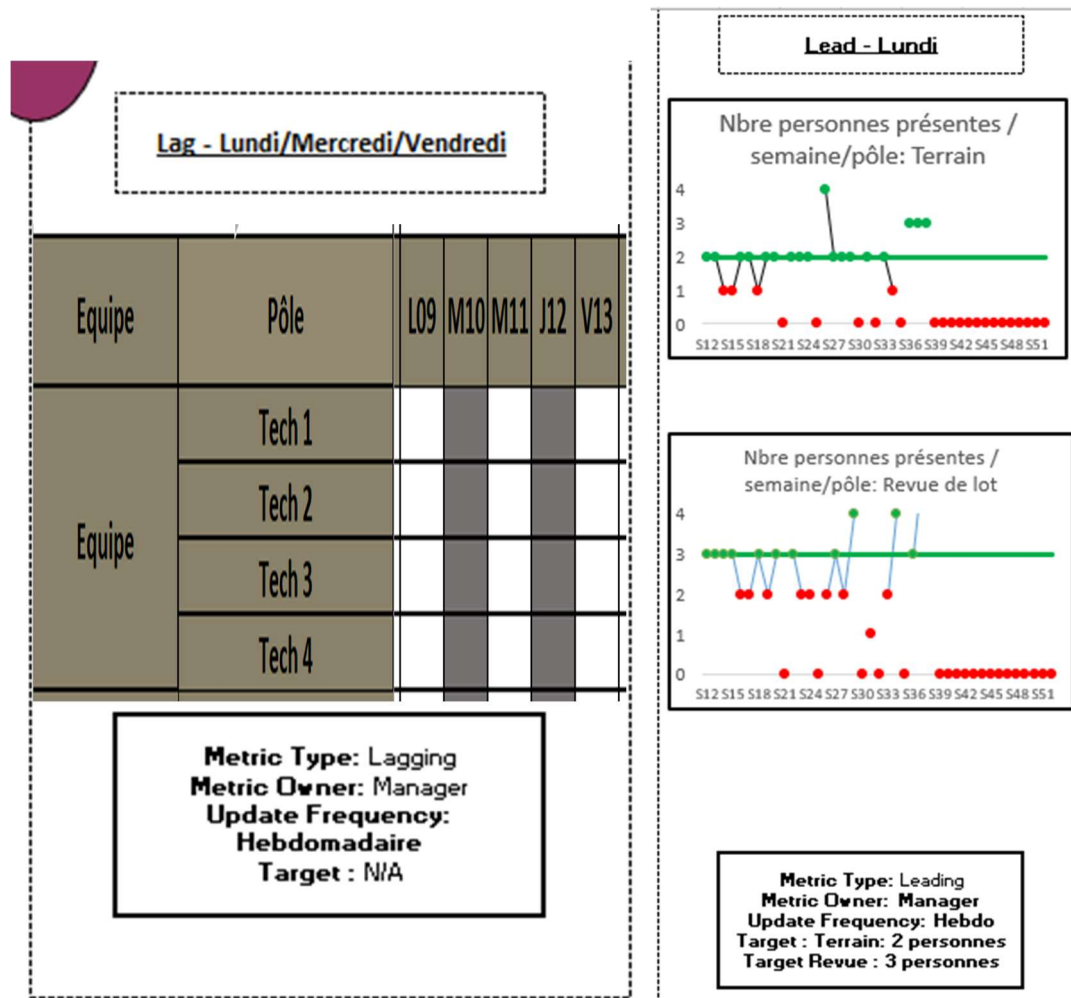 Lag - Lundi/Mercredi/Vendredi
Equipe Pôle L09 M10 M11 J12 V13
Equipe
Tech 1
Tech 2
Tech 3
Tech 4
Metric Type: Lagging
Metric Owner: Manager
Update Frequency:
Hebdomadaire
Target : N/A
Lead - Lundi
Nbre personnes présentes /
semaine/pôle: Terrain
4
3
2
1
0
S12 S15 S18 S21 S24 S27 S30 S33 S36 S39 S42 S45 S48 S51
Nbre personnes présentes /
semaine/pôle: Revue de lot
4
3
2
1
0
S12 S15 S18 S21 S24 S27 S30 S33 S36 S39 S42 S45 S48 S51
Metric Type: Leading
Metric Owner: Manager
Update Frequency: Hebdo
Target : Terrain: 2 personnes
Target Revue : 3 personnes